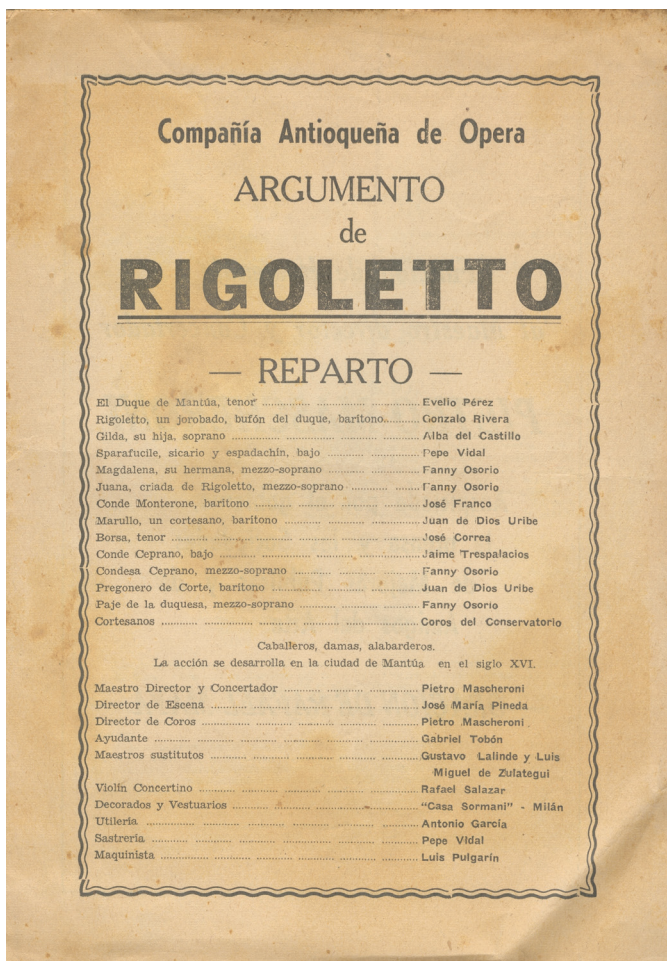 Compañía Antioqueña de Opera
ARGUMENTO
de
RIGOLETTO
— REPARTO —
El Duque de Mantúa, tenor ........ Evelio Pérez
Rigoletto, un jorobado, bufón del duque, barítono ........ Gonzalo Rivera
Gilda, su hija, soprano ........ Alba del Castillo
Sparafucile, sicario y espadachín, bajo ........ Pepe Vidal
Magdalena, su hermana, mezzo-soprano ........ Fanny Osorio
Juana, criada de Rigoletto, mezzo-soprano ........ Fanny Osorio
Conde Monterone, barítono ........ José Franco
Marullo, un cortesano, barítono ........ Juan de Dios Uribe
Borsa, tenor ........ José Correa
Conde Ceprano, bajo ........ Jaime Trespalacios
Condesa Ceprano, mezzo-soprano ........ Fanny Osorio
Pregonero de Corte, barítono ........ Juan de Dios Uribe
Paje de la duquesa, mezzo-soprano ........ Fanny Osorio
Cortesanos ........ Coros del Conservatorio
Caballeros, damas, alabarderos.
La acción se desarrolla en la ciudad de Mantúa en el siglo XVI.
Maestro Director y Concertador ........ Pietro Mascheroni
Director de Escena ........ José María Pineda
Director de Coros ........ Pietro Mascheroni
Ayudante ........ Gabriel Tobón
Maestros sustitutos ........ Gustavo Lalinde y Luis
Miguel de Zulategui
Violín Concertino ........ Rafael Salazar
Decorados y Vestuarios ........ "Casa Sormani" - Milán
Utilería ........ Antonio García
Sastrería ........ Pepe Vidal
Maquinista ........ Luis Pulgarín